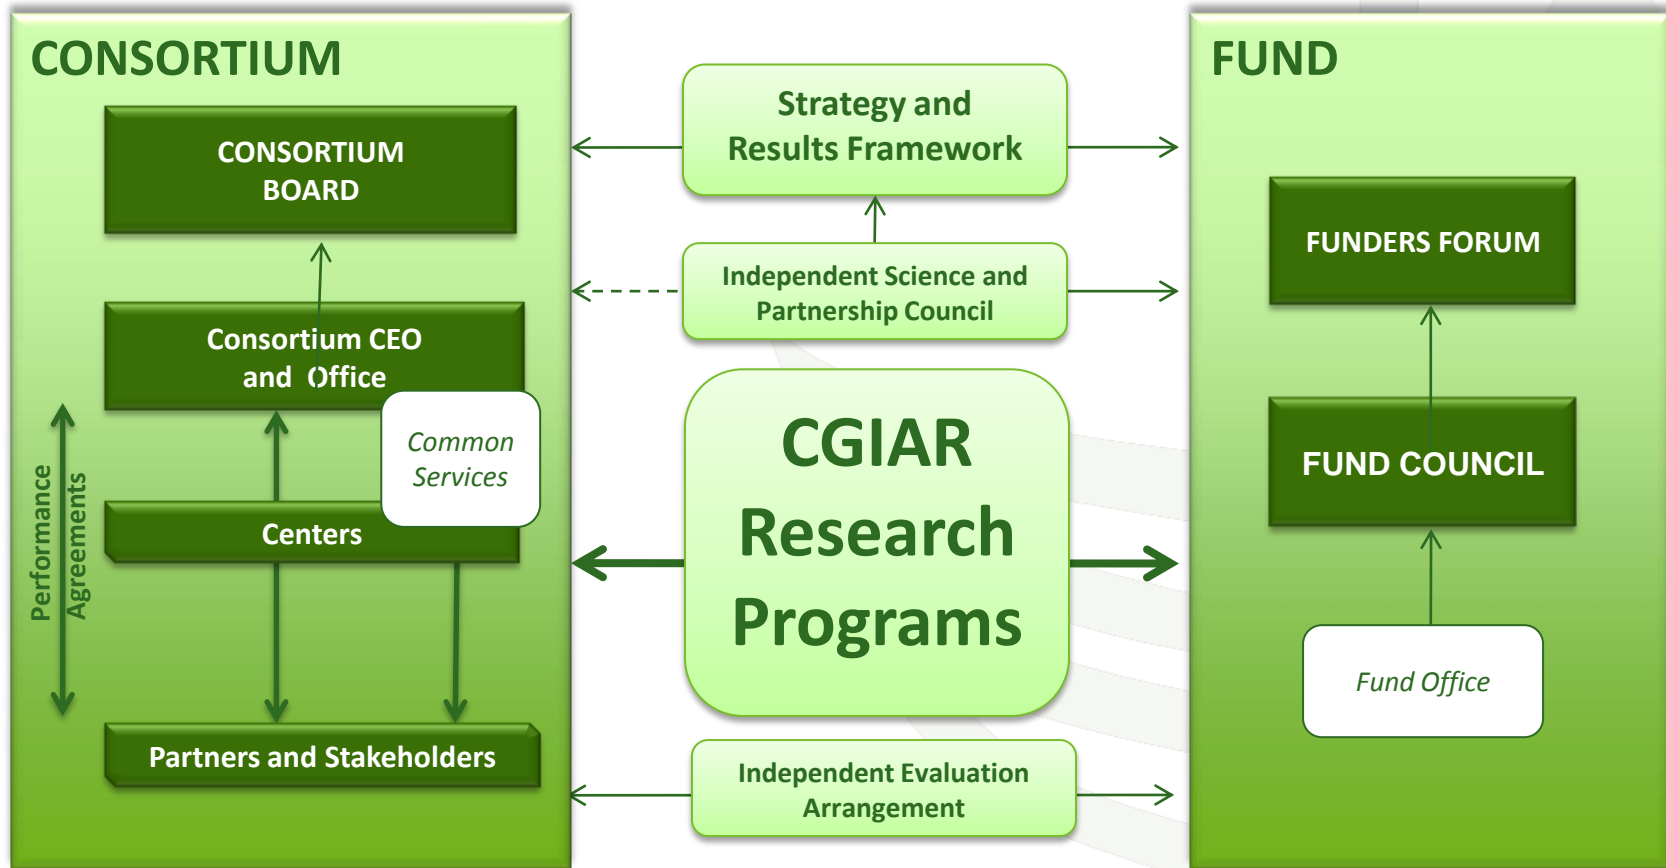 CONSORTIUM
CONSORTIUM
BOARD
Consortium CEO
and Office
Common
Services
Centers
Performance
Agreements
Partners and Stakeholders
Strategy and
Results Framework
Independent Science and
Partnership Council
CGIAR
Research
Programs
Independent Evaluation
Arrangement
FUND
FUNDERS FORUM
FUND COUNCIL
Fund Office